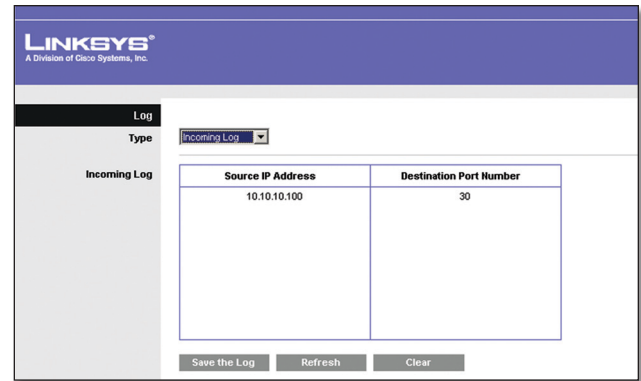 LINKSYS®
A Division of Cisco Systems, Inc.
Log
Type
Incoming Log
Incoming Log
Source IP Address
Destination Port Number
10.10.10.100
30
Save the Log
Refresh
Clear